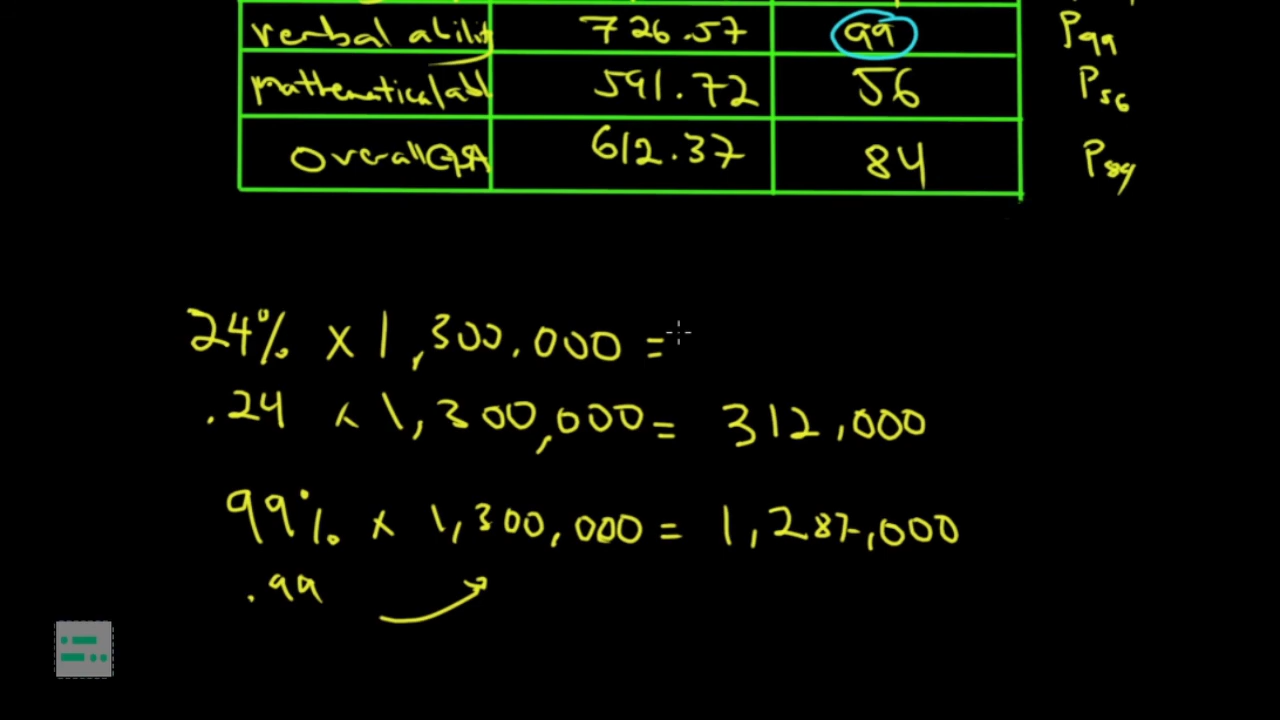 verbal abilit 726.57 99 P99
mathematical abl 591.72 56 P56
Overall GSA 612.37 84 P84
24% x 1,300.000 =
.24 x 1,300,000 = 312,000
99% x 1,300,000 = 1,287,000
.99